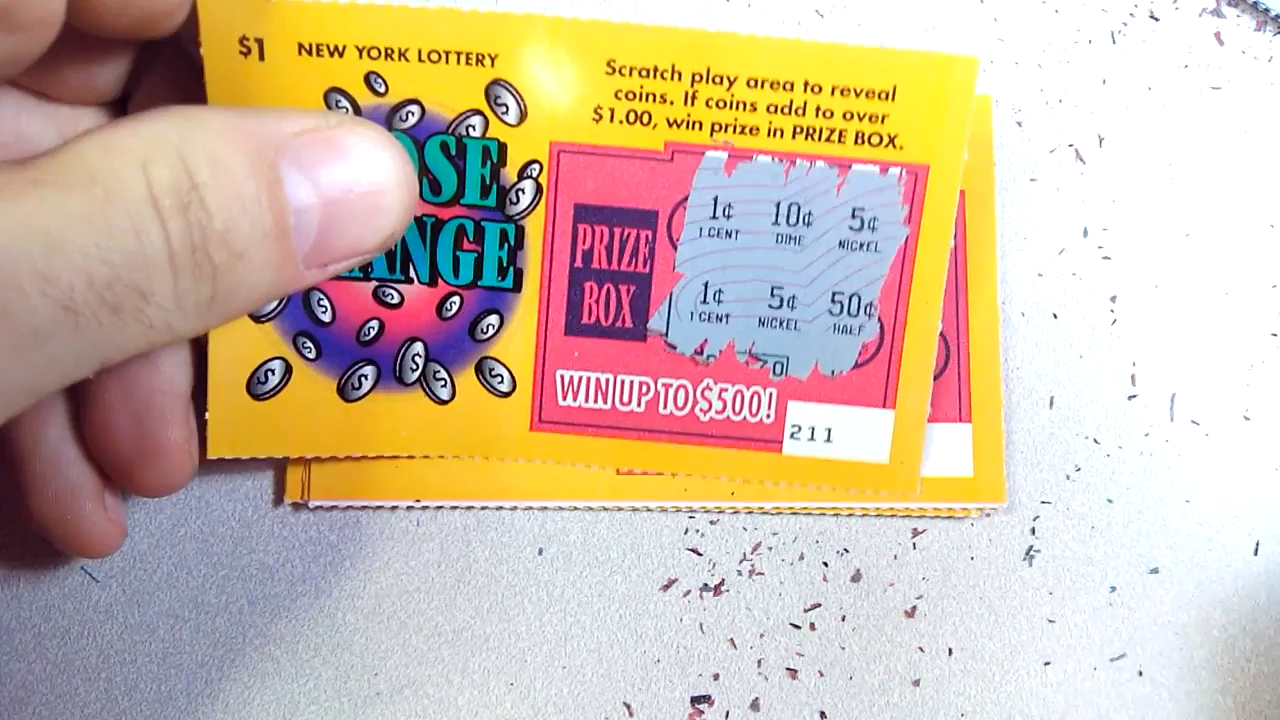 $1 NEW YORK LOTTERY
Scratch play area to reveal
coins. If coins add to over
$1.00, win prize in PRIZE BOX.
PRIZE
BOX
1¢ 10¢ 5¢
1 CENT DIME NICKEL
1¢ 5¢ 50¢
1 CENT NICKEL HALF
WIN UP TO $500!
211